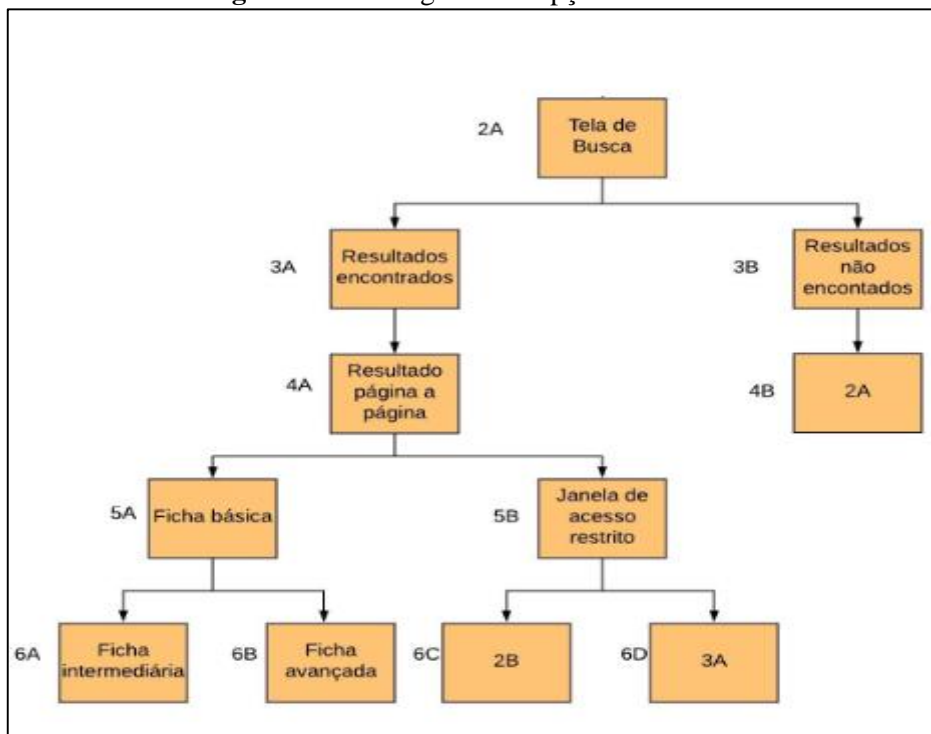 2A
Tela de
Busca
3A
Resultados
encontrados
3B
Resultados
não
encontados
4A
Resultado
página a
página
4B
2A
5A
Ficha básica
5B
Janela de
acesso
restrito
6A
Ficha
intermediária
6B
Ficha
avançada
6C
2B
6D
3A